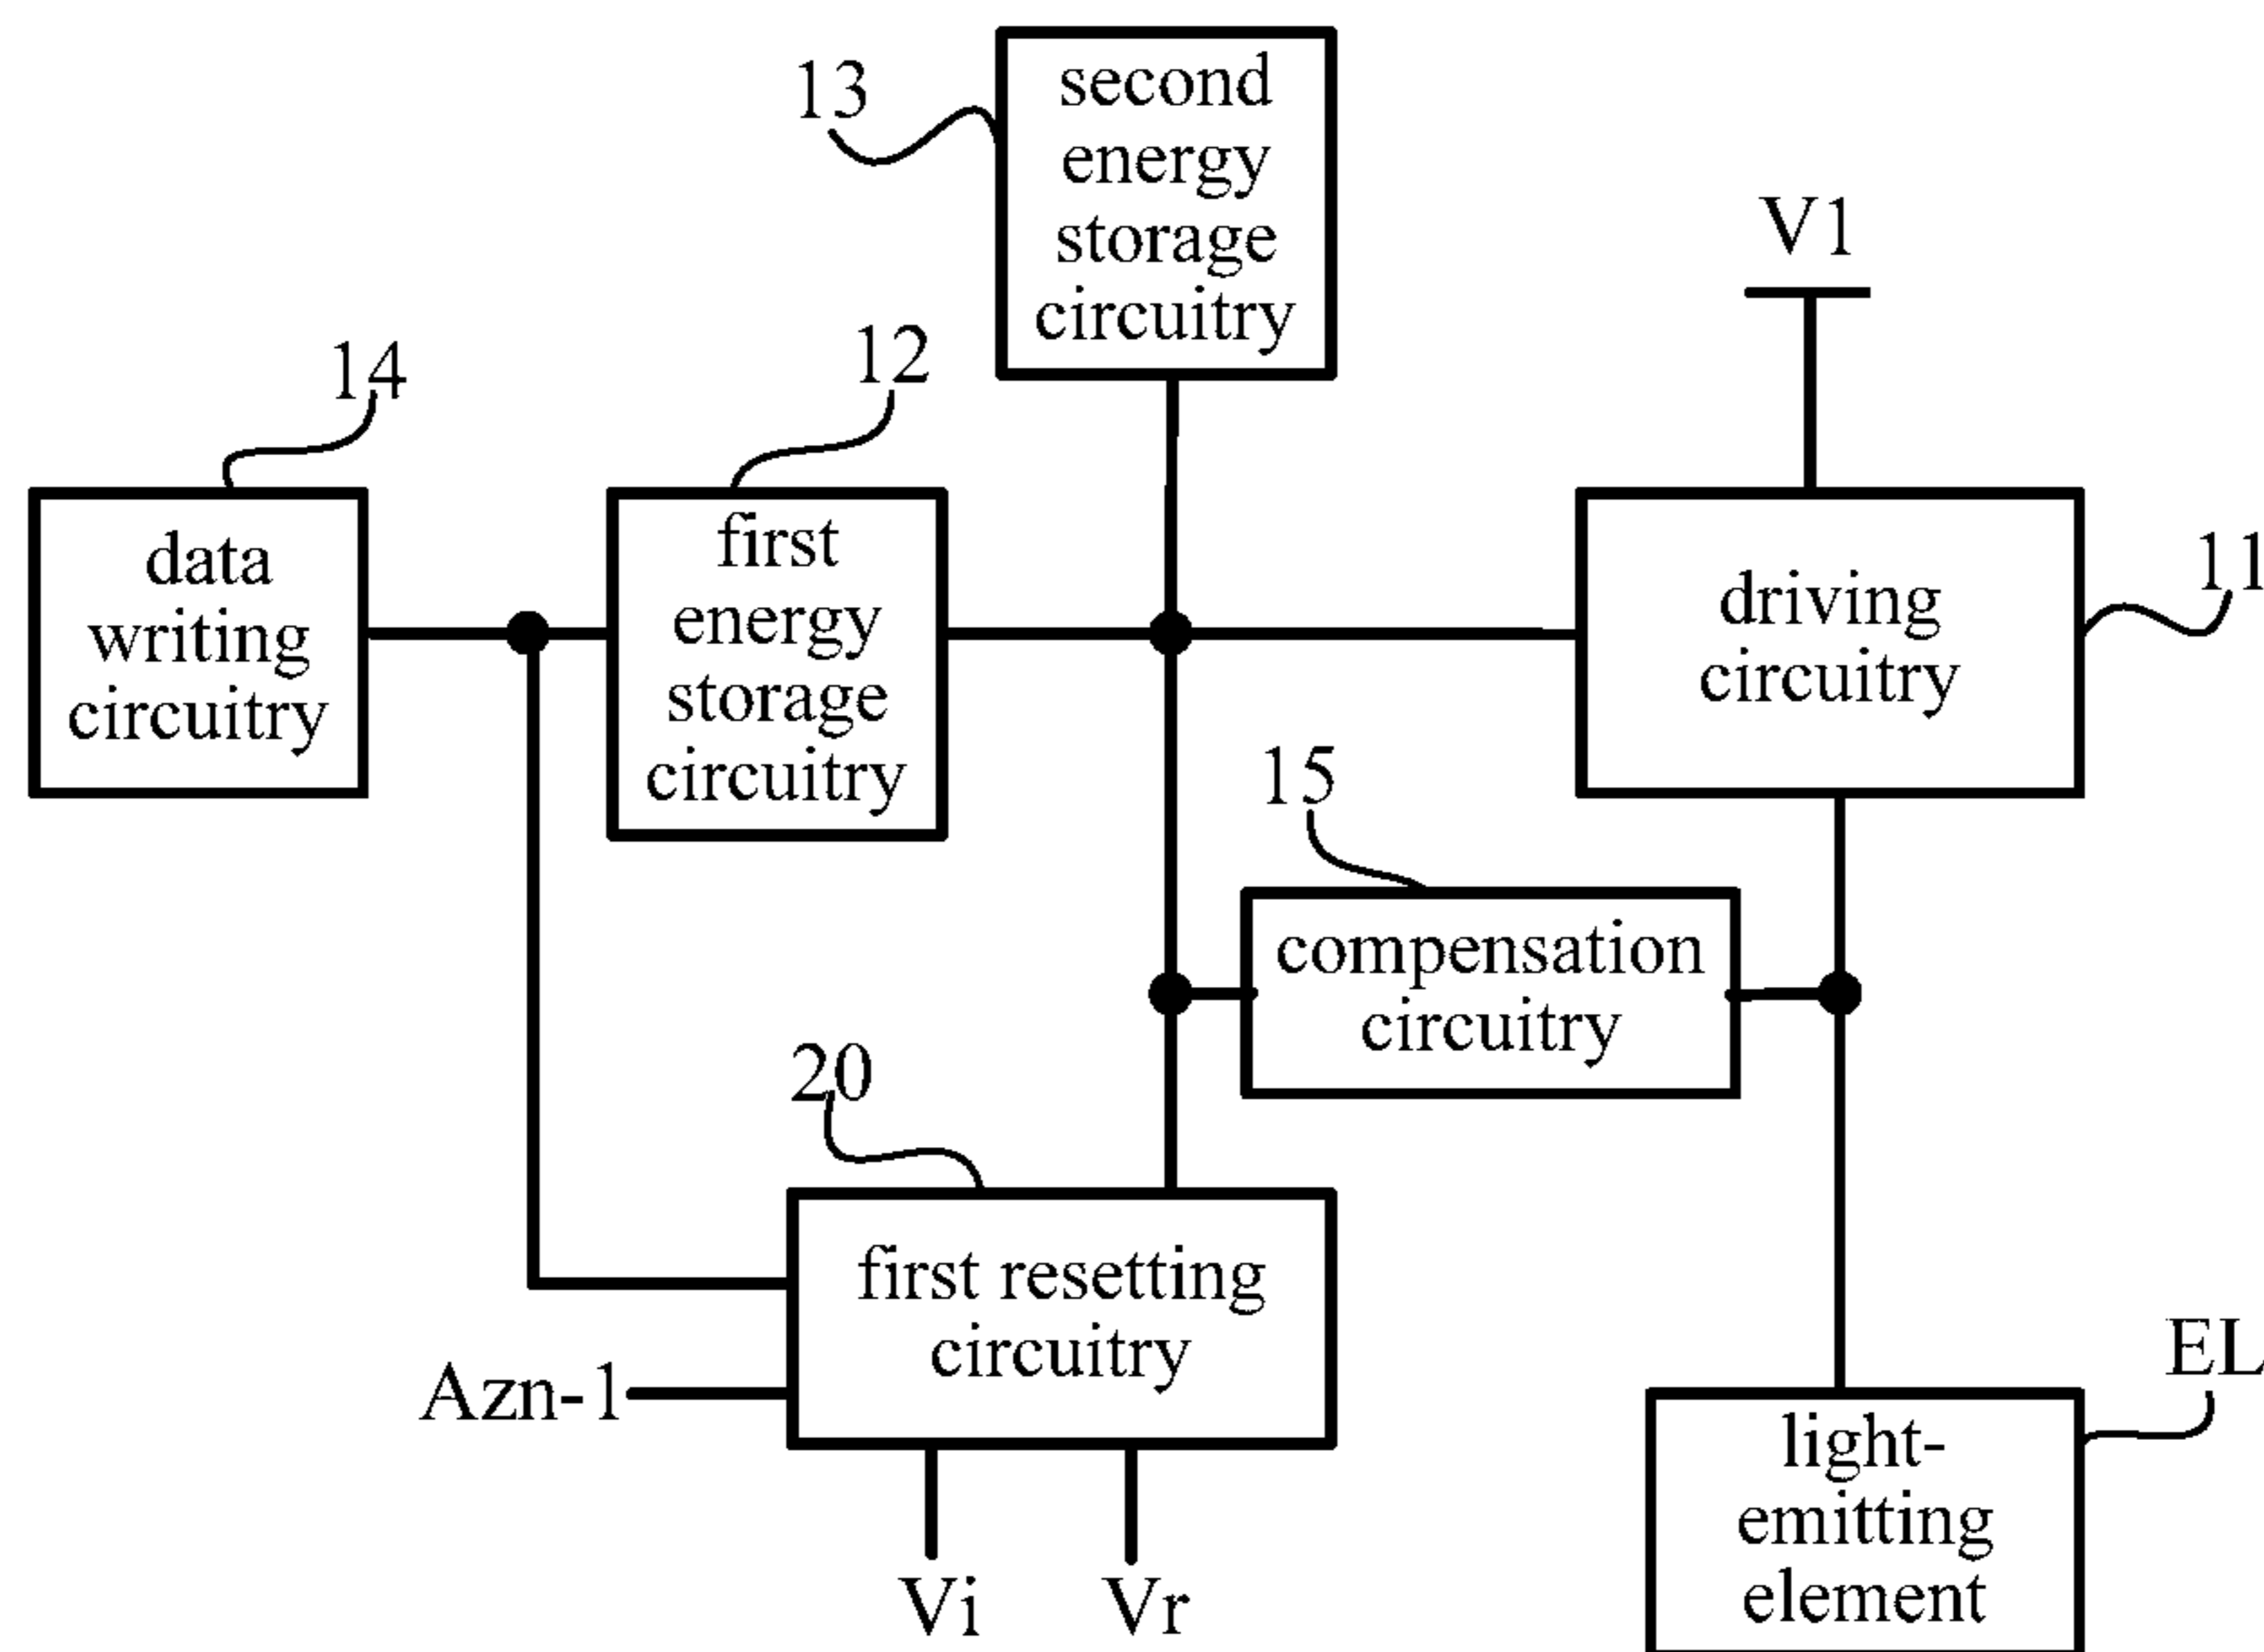 13
second
energy
storage
circuitry
V1
14
12
data
writing
circuitry
first
energy
storage
circuitry
driving
circuitry
11
15
compensation
circuitry
20
first resetting
circuitry
Azn-1
Vi
Vr
EL
light-
emitting
element